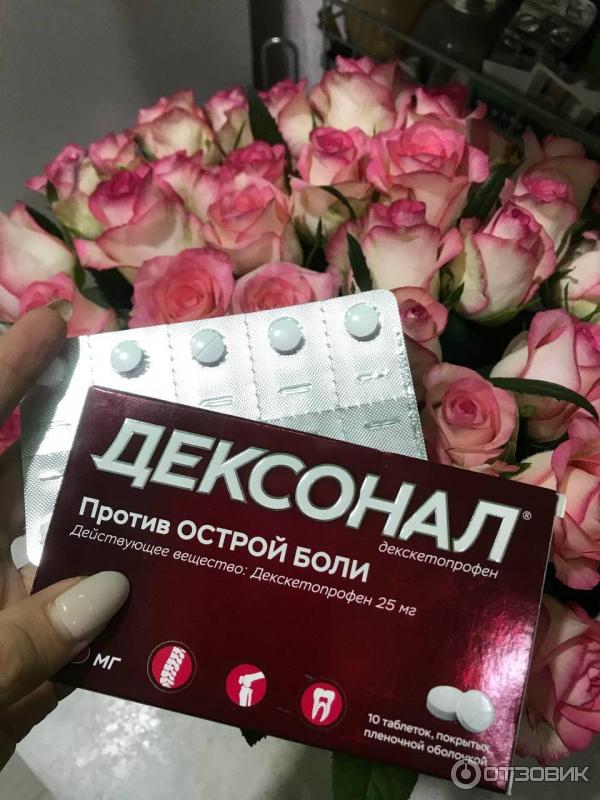 ДЕКСОНАЛ®
декскетопрофен
Против ОСТРОЙ БОЛИ
Действующее вещество: Декскетопрофен 25 мг
мг
10 таблеток, покрытых
пленочной оболочкой
ОТЗОВИК